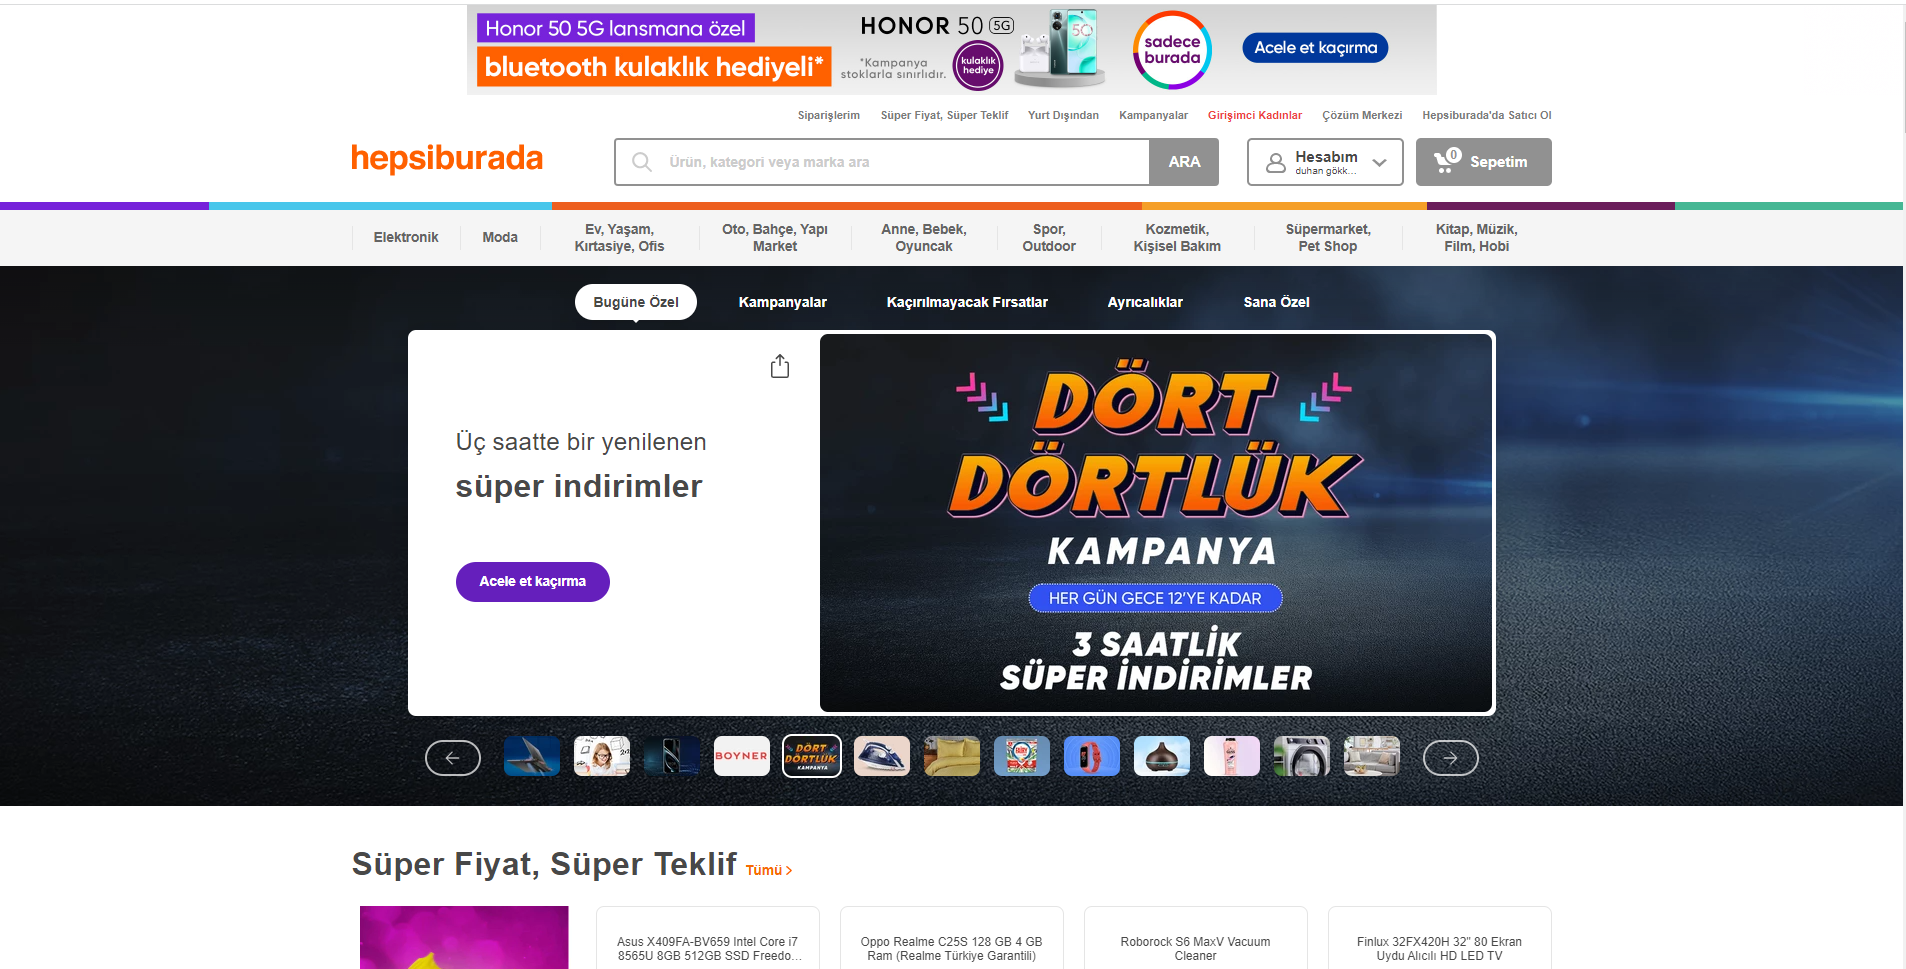 Honor 50 5G lansmana özel
bluetooth kulaklık hediyeli*
HONOR 50 5G
*Kampanya
stoklarla sınırlıdır.
kulaklık
hediye
sadece
burada
Acele et kaçırma
Siparişlerim Süper Fiyat, Süper Teklif Yurt Dışından Kampanyalar Girişimci Kadınlar Çözüm Merkezi Hepsiburada'da Satıcı Ol
hepsiburada
Ürün, kategori veya marka ara
ARA
Hesabım
duhan gökk...
0
Sepetim
Elektronik
Moda
Ev, Yaşam,
Kırtasiye, Ofis
Oto, Bahçe, Yapı
Market
Anne, Bebek,
Oyuncak
Spor,
Outdoor
Kozmetik,
Kişisel Bakım
Süpermarket,
Pet Shop
Kitap, Müzik,
Film, Hobi
Bugüne Özel Kampanyalar Kaçırılmayacak Fırsatlar Ayrıcalıklar Sana Özel
Üç saatte bir yenilenen
süper indirimler
Acele et kaçırma
DÖRT
DÖRTLÜK
KAMPANYA
HER GÜN GECE 12'YE KADAR
3 SAATLİK
SÜPER İNDİRİMLER
BOYNER
DÖRT
DÖRTLÜK
KAMPANYA
Süper Fiyat, Süper Teklif Tümü >
Asus X409FA-BV659 Intel Core i7
8565U 8GB 512GB SSD Freedo...
Oppo Realme C25S 128 GB 4 GB
Ram (Realme Türkiye Garantili)
Roborock S6 MaxV Vacuum
Cleaner
Finlux 32FX420H 32" 80 Ekran
Uydu Alıcılı HD LED TV